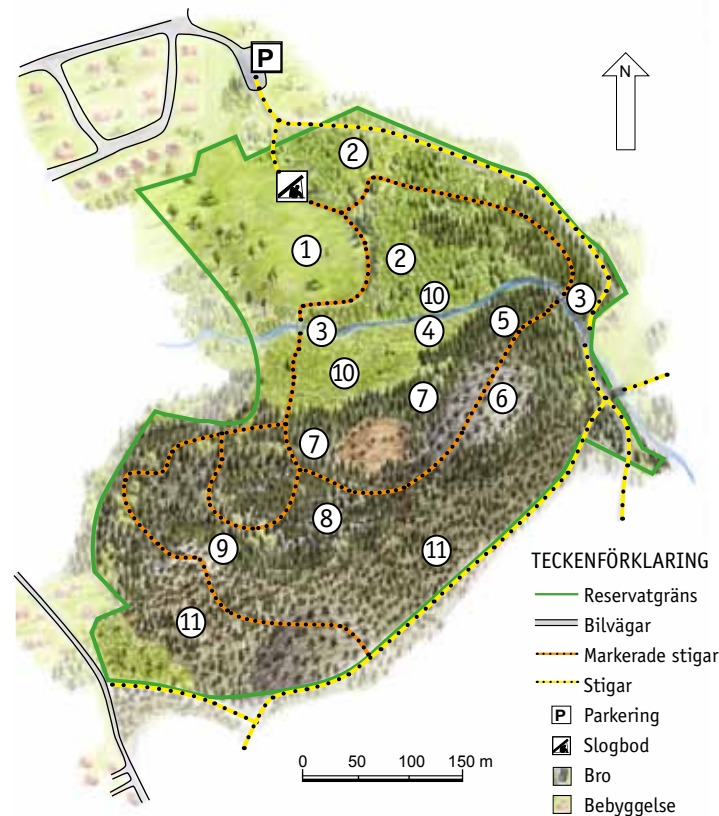 P
N
2
1
2
10
3
3
4
5
10
7
6
7
8
9
11
11
TECKENFÖRKLARING
Reservatgräns
Bilvägar
Markerade stigar
Stigar
P Parkering
Slogbod
Bro
Bebyggelse
0 50 100 150 m